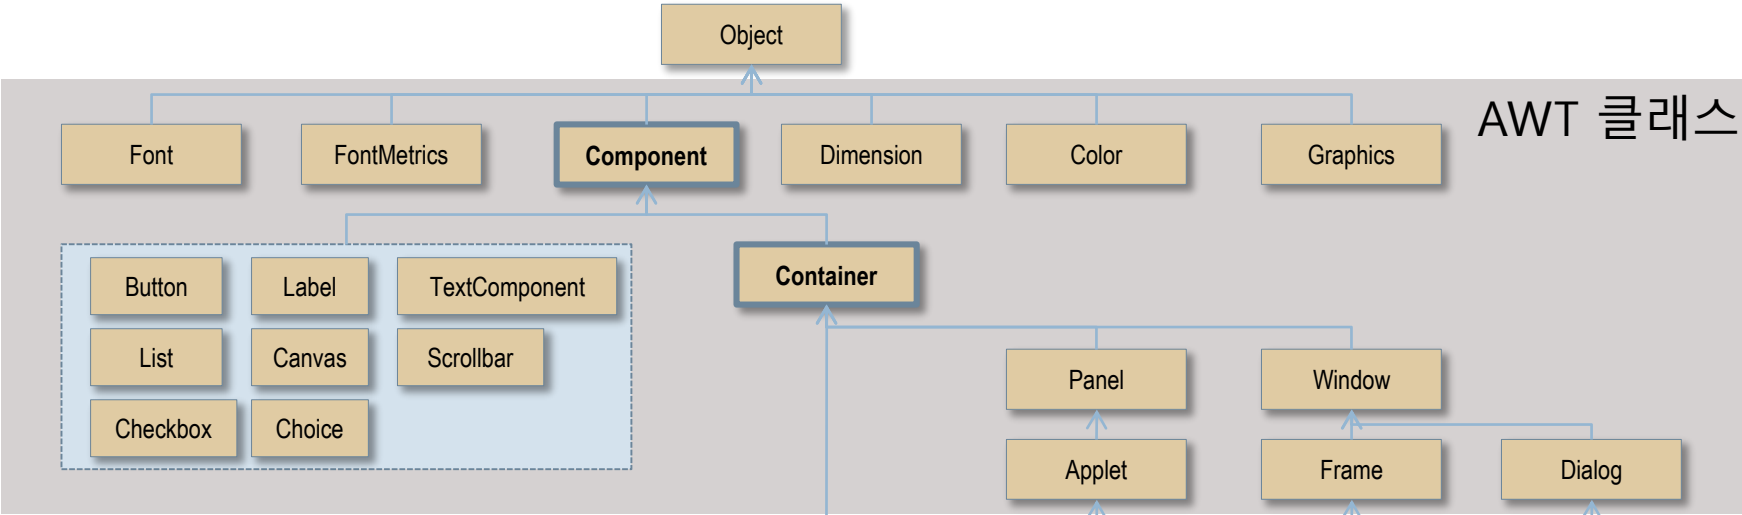 Object
AWT 클래스
Font
FontMetrics
Component
Dimension
Color
Graphics
Button
Label
TextComponent
Container
List
Canvas
Scrollbar
Panel
Window
Checkbox
Choice
Applet
Frame
Dialog